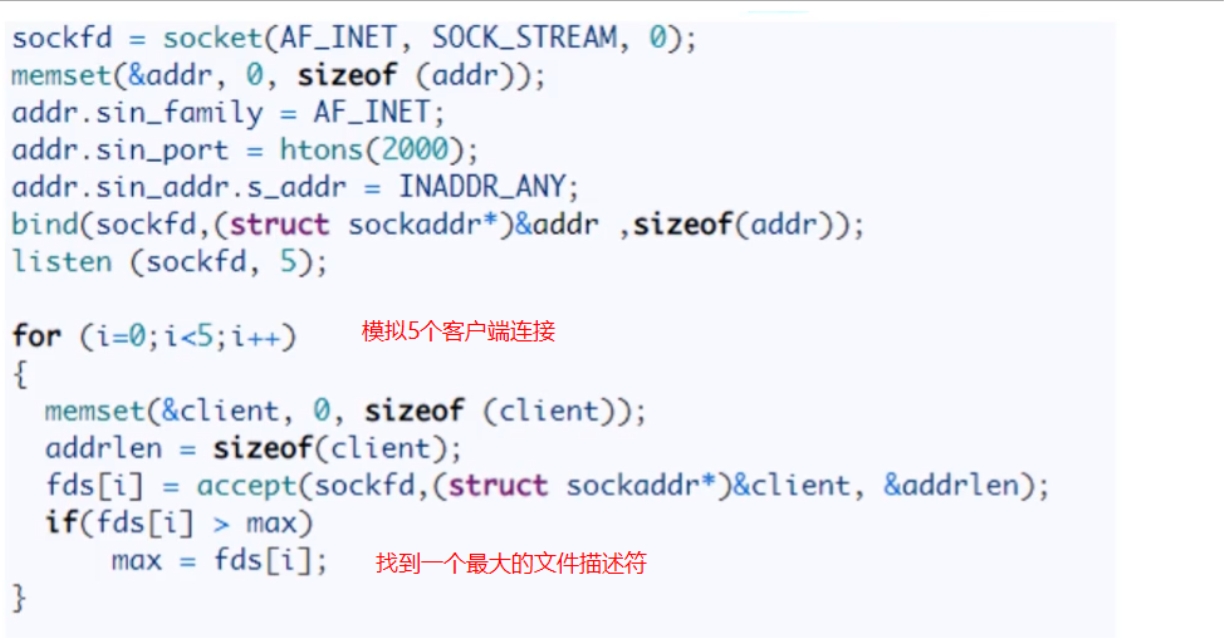 sockfd = socket(AF_INET, SOCK_STREAM, 0);
memset(&addr, 0, sizeof (addr));
addr.sin_family = AF_INET;
addr.sin_port = htons(2000);
addr.sin_addr.s_addr = INADDR_ANY;
bind(sockfd,(struct sockaddr*)&addr ,sizeof(addr));
listen (sockfd, 5);
for (i=0;i<5;i++) 模拟5个客户端连接
{
memset(&client, 0, sizeof (client));
addrlen = sizeof(client);
fds[i] = accept(sockfd,(struct sockaddr*)&client, &addrlen);
if(fds[i] > max)
max = fds[i]; 找到一个最大的文件描述符
}